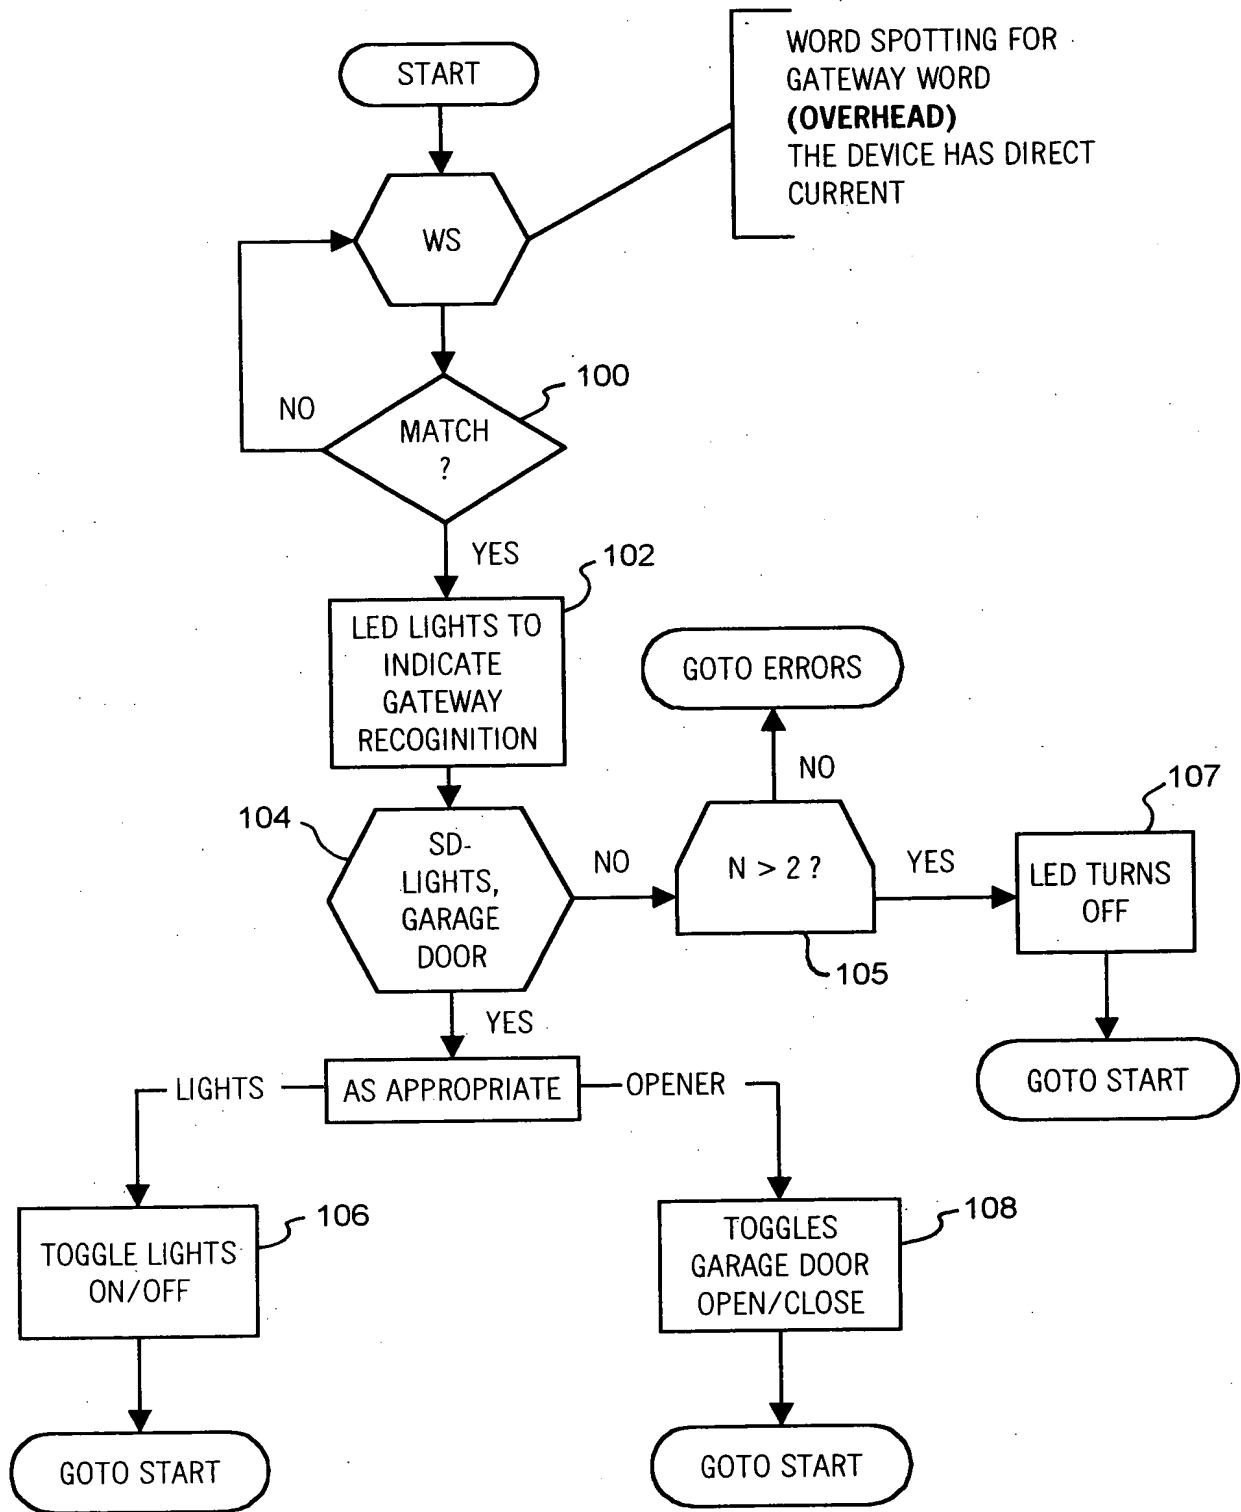 START
WORD SPOTTING FOR
GATEWAY WORD
(OVERHEAD)
THE DEVICE HAS DIRECT
CURRENT
WS
100
NO
MATCH
?
YES
102
LED LIGHTS TO
INDICATE
GATEWAY
RECOGINITION
GOTO ERRORS
NO
107
104
SD-
LIGHTS,
GARAGE
DOOR
NO
N > 2 ?
YES
LED TURNS
OFF
105
YES
GOTO START
LIGHTS
AS APPROPRIATE
OPENER
106
TOGGLE LIGHTS
ON/OFF
108
TOGGLES
GARAGE DOOR
OPEN/CLOSE
GOTO START
GOTO START